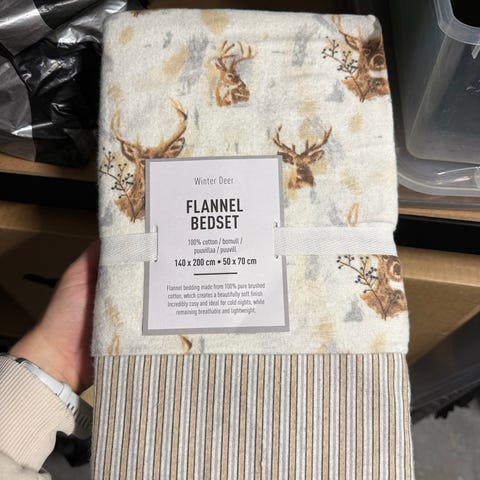 Winter Deer
FLANNEL
BEDSET
100% cotton / bomull /
puuvillaa / puuvill
140 x 200 cm • 50 x 70 cm
Flannel bedding made from 100% pure brushed
cotton, which creates a beautifully soft finish.
Incredibly cosy and ideal for cold nights, while
remaining breathable and lightweight.